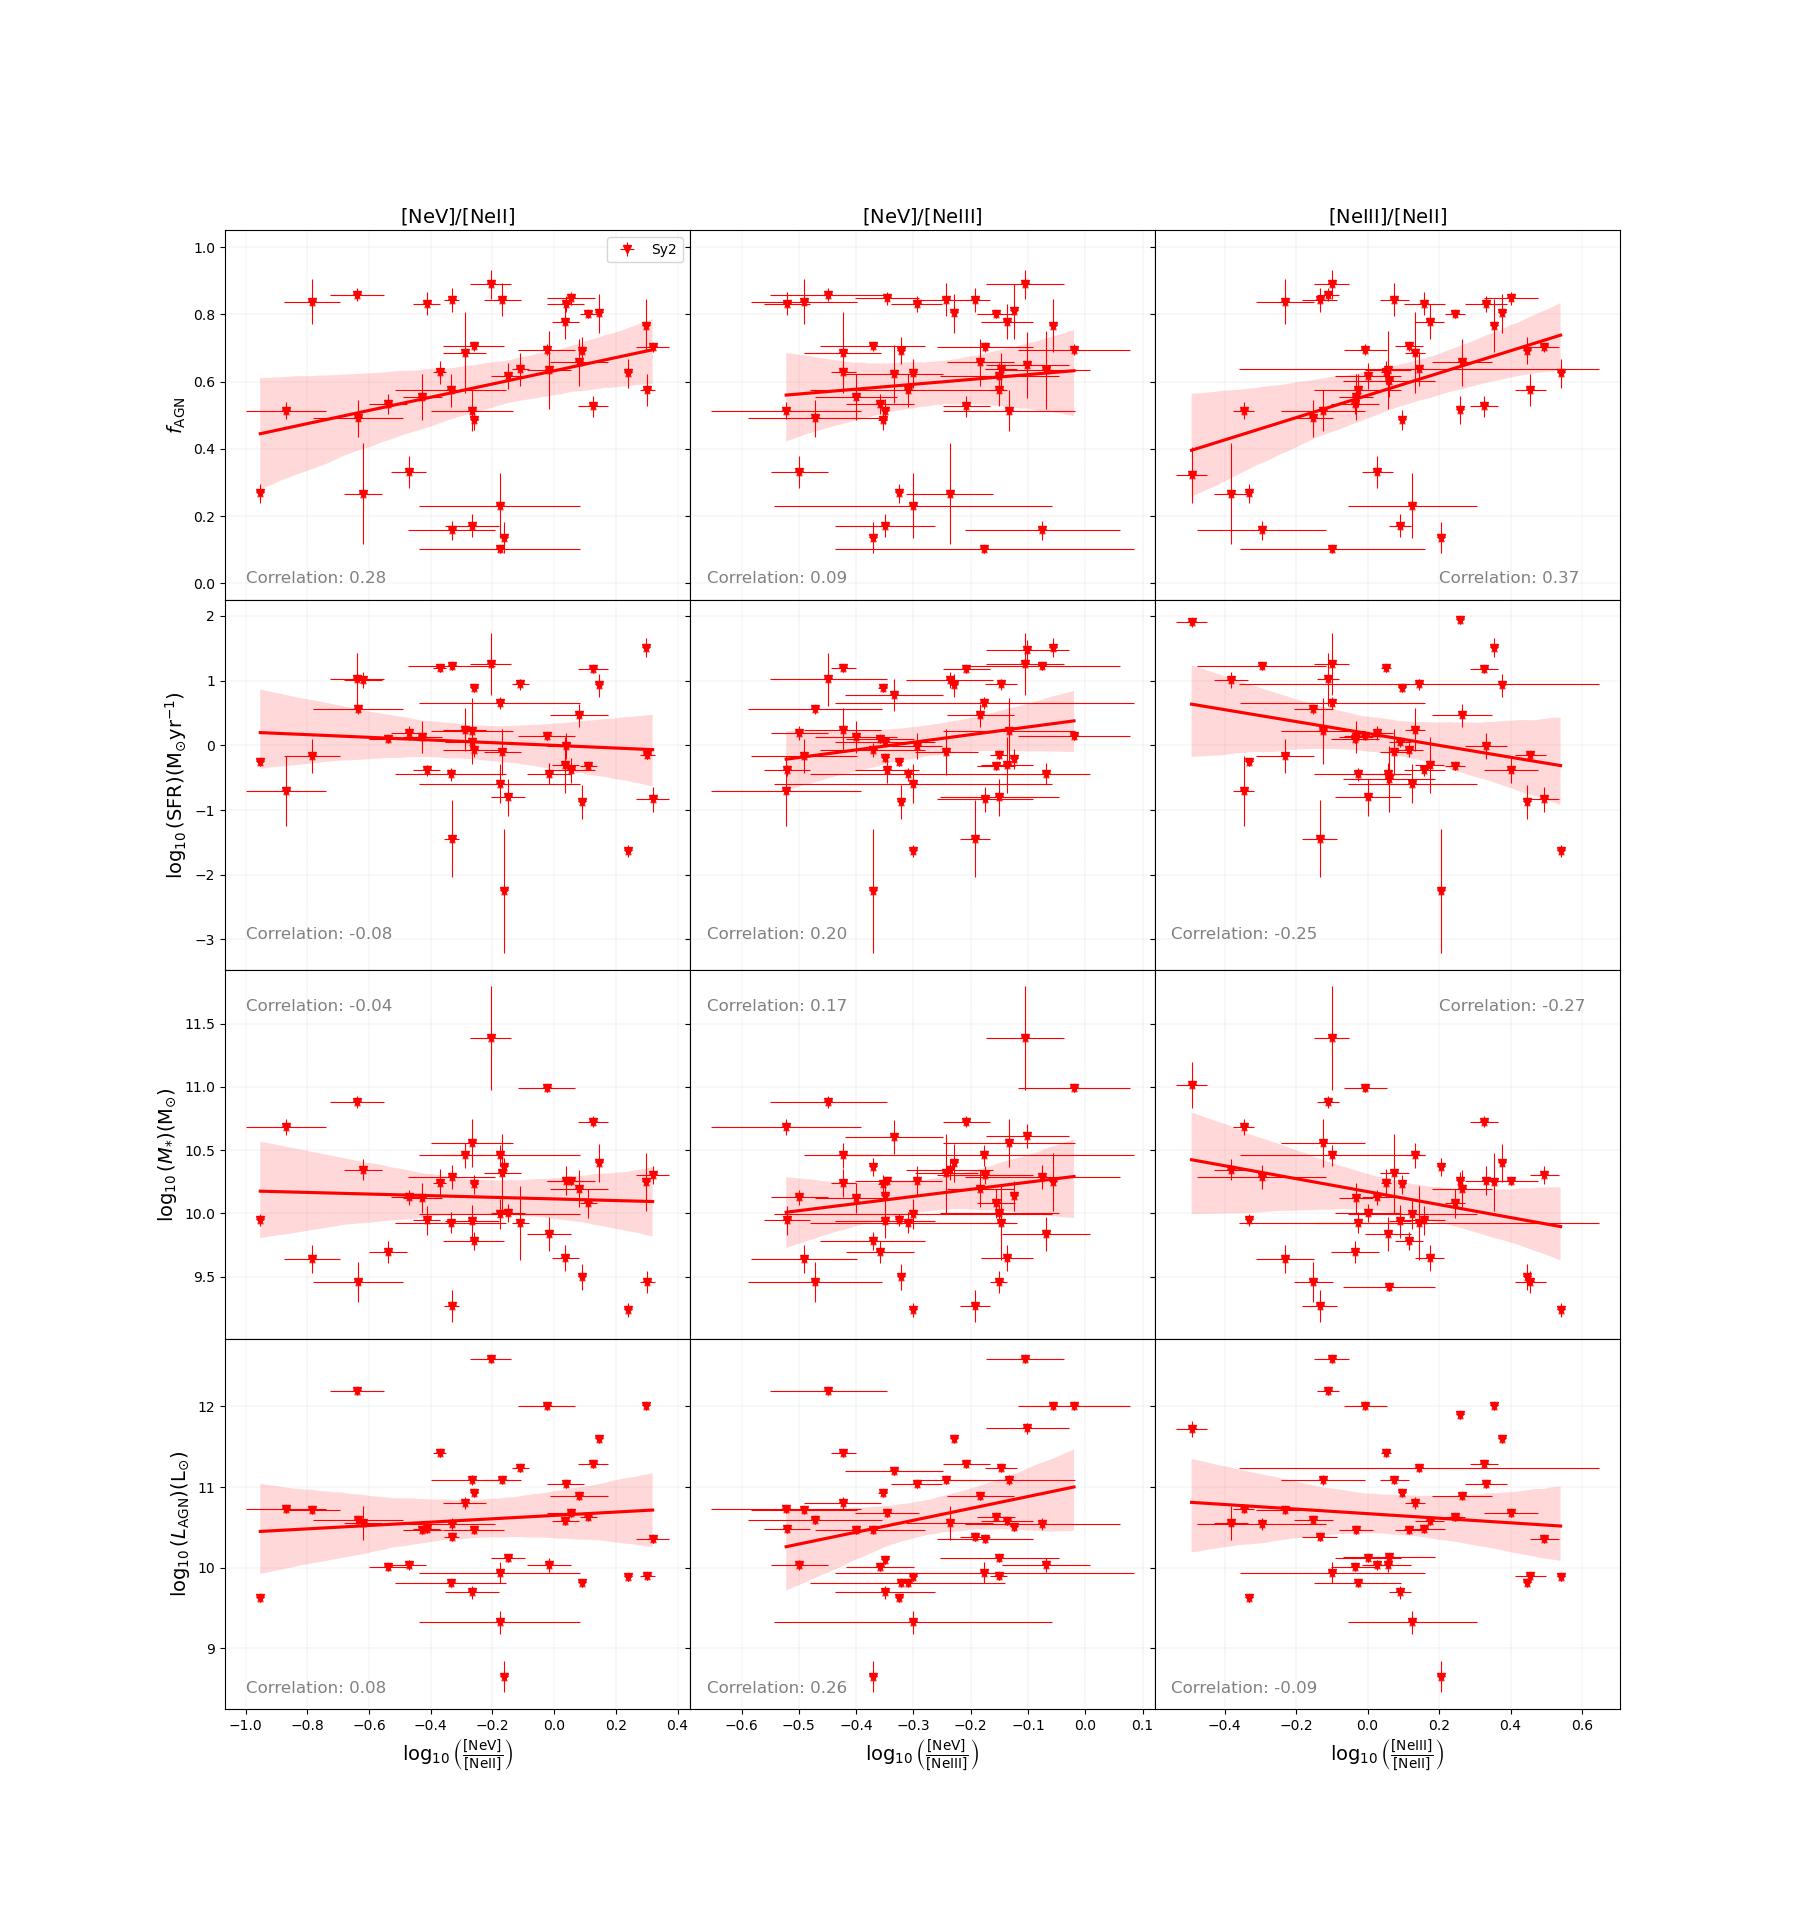 [NeV]/[NeII] [NeV]/[NeIII] [NeIII]/[NeII]
Sy2
1.0
0.8
0.6
0.4
0.2
0.0
f_AGN
Correlation: 0.28 Correlation: 0.09 Correlation: 0.37
2
1
0
−1
−2
−3
log₁₀(SFR)(M⊙yr⁻¹)
Correlation: -0.08 Correlation: 0.20 Correlation: -0.25
Correlation: -0.04 Correlation: 0.17 Correlation: -0.27
11.5
11.0
10.5
10.0
9.5
log₁₀(M*)(M⊙)
12
11
10
9
log₁₀(L_AGN)(L⊙)
Correlation: 0.08 Correlation: 0.26 Correlation: -0.09
−1.0 −0.8 −0.6 −0.4 −0.2 0.0 0.2 0.4 −0.6 −0.5 −0.4 −0.3 −0.2 −0.1 0.0 0.1 −0.4 −0.2 0.0 0.2 0.4 0.6
log₁₀([NeV]/[NeII]) log₁₀([NeV]/[NeIII]) log₁₀([NeIII]/[NeII])